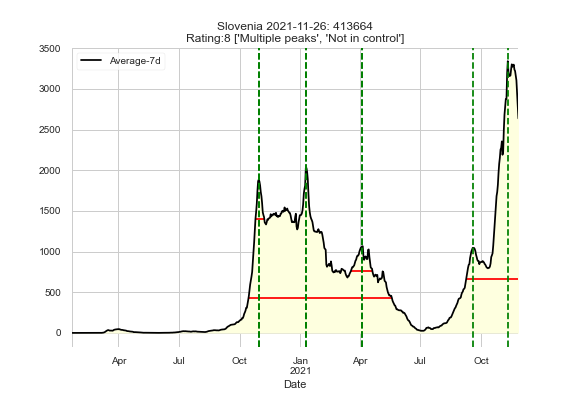 Slovenia 2021-11-26: 413664
Rating:8 ['Multiple peaks', 'Not in control']
Average-7d
3500
3000
2500
2000
1500
1000
500
0
Apr Jul Oct Jan Apr Jul Oct
2021
Date